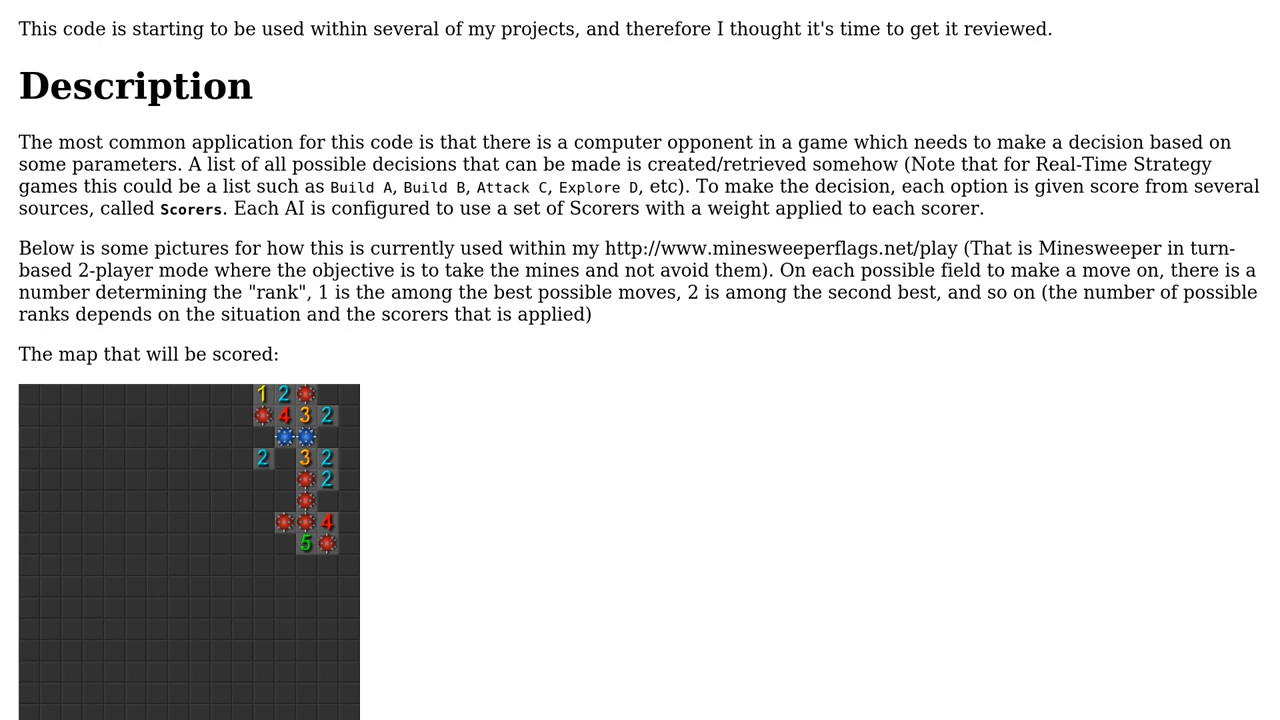 This code is starting to be used within several of my projects, and therefore I thought it's time to get it reviewed.
Description
The most common application for this code is that there is a computer opponent in a game which needs to make a decision based on
some parameters. A list of all possible decisions that can be made is created/retrieved somehow (Note that for Real-Time Strategy
games this could be a list such as Build A, Build B, Attack C, Explore D, etc). To make the decision, each option is given score from several
sources, called Scorers. Each AI is configured to use a set of Scorers with a weight applied to each scorer.
Below is some pictures for how this is currently used within my http://www.minesweeperflags.net/play (That is Minesweeper in turn-
based 2-player mode where the objective is to take the mines and not avoid them). On each possible field to make a move on, there is a
number determining the "rank", 1 is the among the best possible moves, 2 is among the second best, and so on (the number of possible
ranks depends on the situation and the scorers that is applied)
The map that will be scored:
1 2
4 3 2
2 3 2
2
4
5